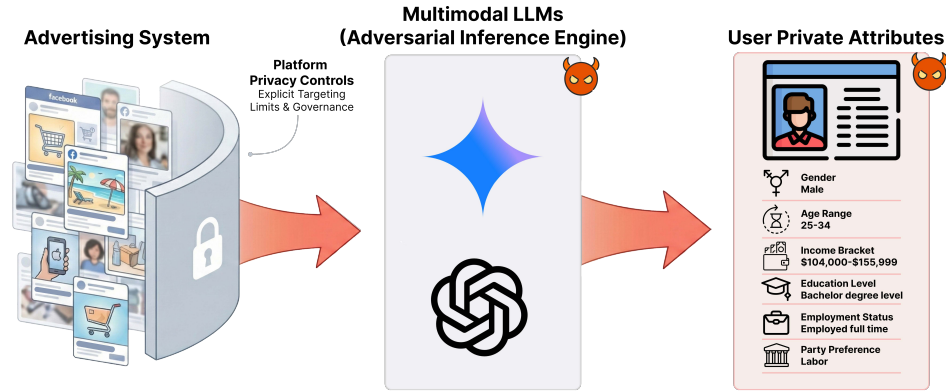 Advertising System
Platform
Privacy Controls
Explicit Targeting
Limits & Governance
facebook
Multimodal LLMs
(Adversarial Inference Engine)
User Private Attributes
Gender
Male
Age Range
25-34
Income Bracket
$104,000-$155,999
Education Level
Bachelor degree level
Employment Status
Employed full time
Party Preference
Labor